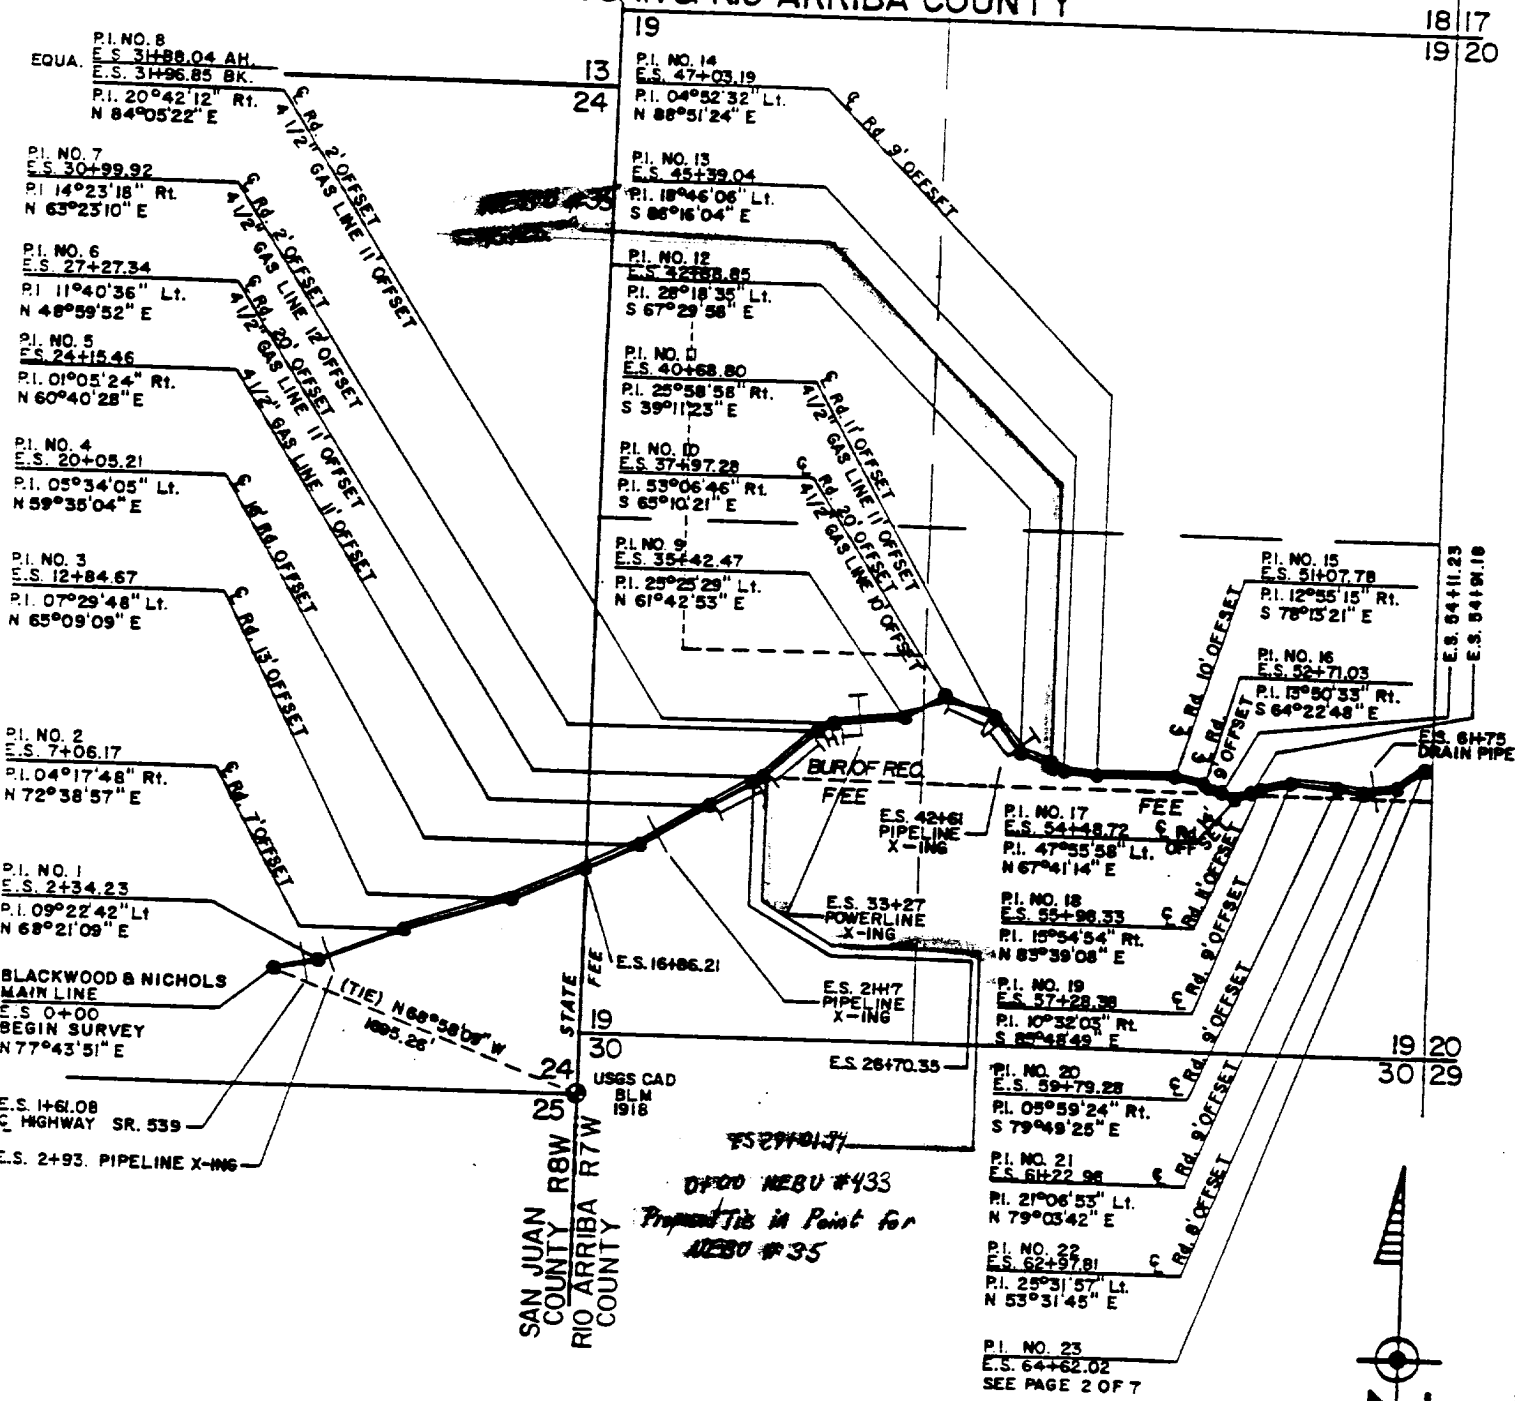 & RIO ARRIBA COUNTY
18 17
19 20
19
13
24
P.I. NO. 8
EQUA. E.S. 31+88.04 AH.
E.S. 31+96.85 BK.
P.I. 20°42'12" Rt.
N 84°05'22" E
P.I. NO. 7
E.S. 30+99.92
P.I 14°23'18" Rt.
N 63°23'10" E
P.I. NO. 6
E.S. 27+27.34
P.I 11°40'36" Lt.
N 48°59'52" E
P.I. NO. 5
E.S. 24+15.46
P.I. 01°05'24" Rt.
N 60°40'28" E
P.I. NO. 4
E.S. 20+05.21
P.I. 05°34'05" Lt.
N 59°35'04" E
P.I. NO. 3
E.S. 12+84.67
P.I. 07°29'48" Lt.
N 65°09'09" E
P.I. NO. 2
E.S. 7+06.17
P.I. 04°17'48" Rt.
N 72°38'57" E
P.I. NO. 1
E.S. 2+34.23
P.I. 09°22'42" Lt
N 68°21'09" E
BLACKWOOD & NICHOLS
MAIN LINE
E.S 0+00
BEGIN SURVEY
N 77°43'51" E
E.S. 1+61.08
℄ HIGHWAY SR. 539
E.S. 2+93. PIPELINE X-ING
℄ Rd. 2' OFFSET
4 1/2" GAS LINE 11' OFFSET
℄ Rd. 2' OFFSET
4 1/2" GAS LINE 12' OFFSET
℄ Rd. 20' OFFSET
4 1/2" GAS LINE 11' OFFSET
4 1/2" GAS LINE 11' OFFSET
℄ 16' Rd. OFFSET
℄ Rd. 13' OFFSET
℄ Rd. 7' OFFSET
(TIE) N 68°58'09" W
1695.26'
P.I. NO. 14
E.S. 47+03.19
P.I. 04°52'32" Lt.
N 88°51'24" E
P.I. NO. 13
E.S. 45+39.04
P.I. 18°46'06" Lt.
S 86°16'04" E
P.I. NO. 12
E.S. 42+88.85
P.I. 28°18'35" Lt.
S 67°29'58" E
P.I. NO. 11
E.S. 40+68.80
P.I. 25°58'58" Rt.
S 39°11'23" E
P.I. NO. 10
E.S. 37+97.28
P.I. 53°06'46" Rt.
S 65°10'21" E
P.I. NO. 9
E.S. 35+42.47
P.I. 25°25'29" Lt.
N 61°42'53" E
℄ Rd. 9' OFFSET
℄ Rd. 11' OFFSET
4 1/2" GAS LINE 11' OFFSET
℄ Rd. 20' OFFSET
4 1/2" GAS LINE 10' OFFSET
P.I. NO. 15
E.S. 51+07.78
P.I. 12°55'15" Rt.
S 78°13'21" E
P.I. NO. 16
E.S. 52+71.03
P.I. 13°50'33" Rt.
S 64°22'48" E
℄ Rd. 10' OFFSET
℄ Rd. 9' OFFSET
E.S. 54+11.23
E.S. 54+91.18
E.S. 61+75
DRAIN PIPE
BUR. OF REC.
FEE
FEE
E.S. 42+61
PIPELINE
X-ING
P.I. NO. 17
E.S. 54+48.72
P.I. 47°55'58" Lt.
N 67°41'14" E
P.I. NO. 18
E.S. 55+98.33
P.I. 15°54'54" Rt.
N 83°39'08" E
P.I. NO. 19
E.S. 57+28.38
P.I. 10°32'03" Rt.
S 85°48'49" E
P.I. NO. 20
E.S. 59+79.28
P.I. 05°59'24" Rt.
S 79°49'25" E
P.I. NO. 21
E.S. 61+22.96
P.I. 21°06'53" Lt.
N 79°03'42" E
P.I. NO. 22
E.S. 62+97.81
P.I. 25°31'57" Lt.
N 53°31'45" E
P.I. NO. 23
E.S. 64+62.02
SEE PAGE 2 OF 7
℄ Rd. 11' OFFSET
℄ Rd. 9' OFFSET
℄ Rd. 9' OFFSET
℄ Rd. 9' OFFSET
℄ Rd. 8' OFFSET
E.S. 33+27
POWERLINE
X-ING
E.S. 16+86.21
E.S. 21+17
PIPELINE
X-ING
E.S. 26+70.35
STATE
FEE
19
30
24
25
USGS CAD
BLM
1918
19 20
30 29
0+00 NEBU #433
Proposed Tie in Point for
NEBU #35
SAN JUAN
COUNTY R8W
RIO ARRIBA R7W
COUNTY